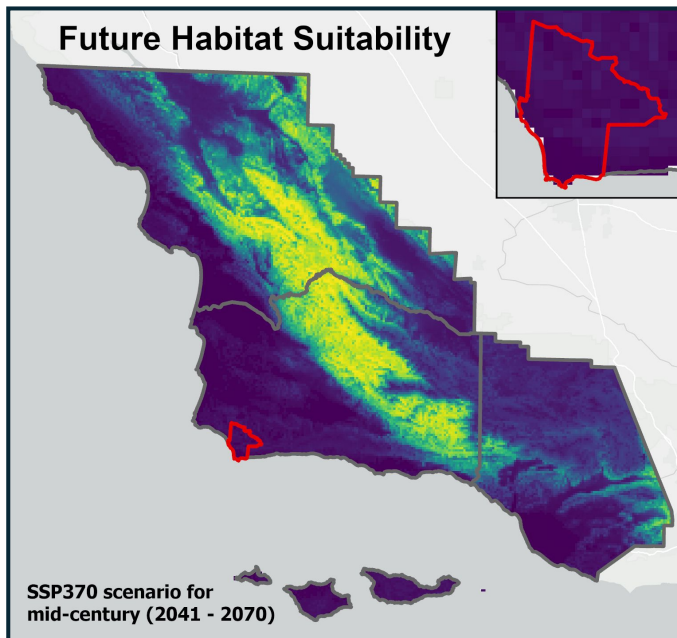 Future Habitat Suitability
SSP370 scenario for
mid-century (2041 - 2070)